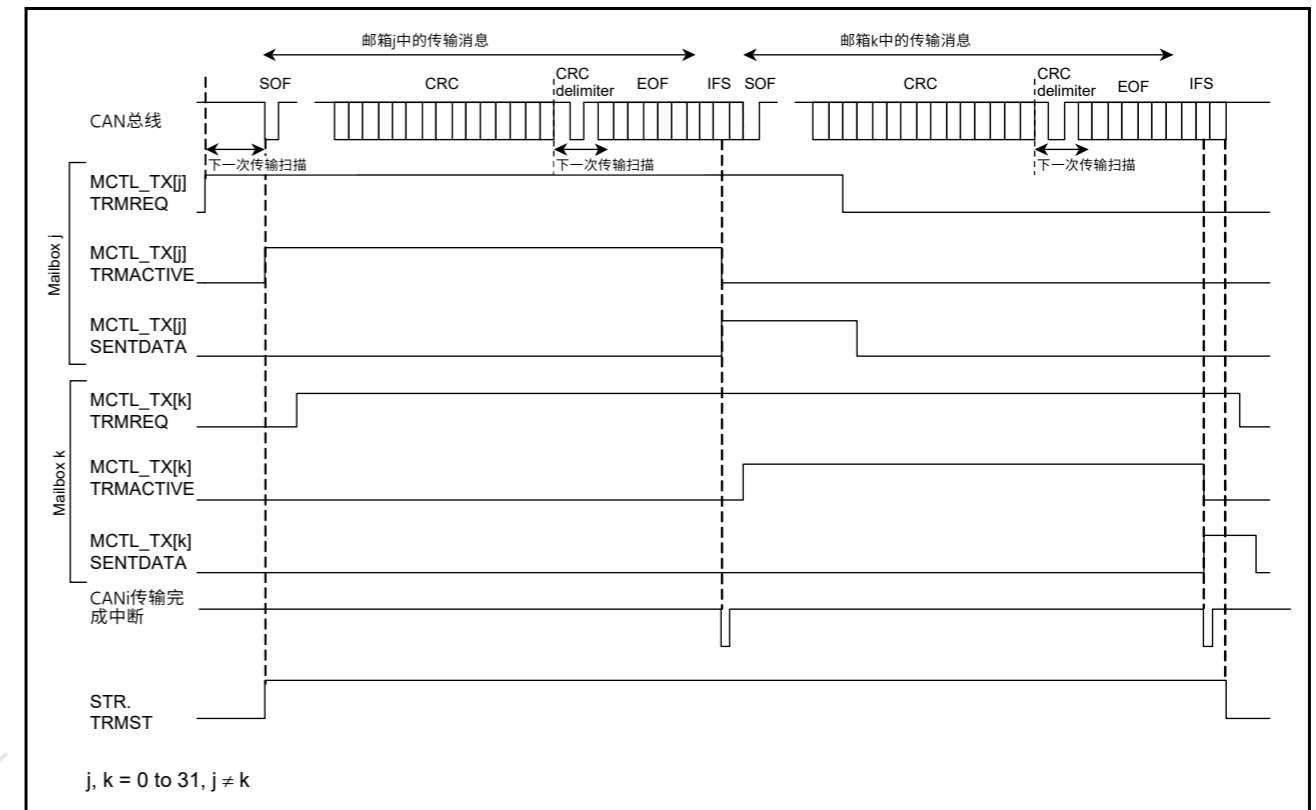 邮箱j中的传输消息
邮箱k中的传输消息
SOF
CRC
CRC
delimiter
EOF
IFS
SOF
CRC
CRC
delimiter
EOF
IFS
CAN总线
下一次传输扫描
下一次传输扫描
下一次传输扫描
Mailbox j
MCTL_TX[j]
TRMREQ
MCTL_TX[j]
TRMACTIVE
MCTL_TX[j]
SENTDATA
Mailbox k
MCTL_TX[k]
TRMREQ
MCTL_TX[k]
TRMACTIVE
MCTL_TX[k]
SENTDATA
CANi传输完
成中断
STR.
TRMST
j, k = 0 to 31, j ≠ k